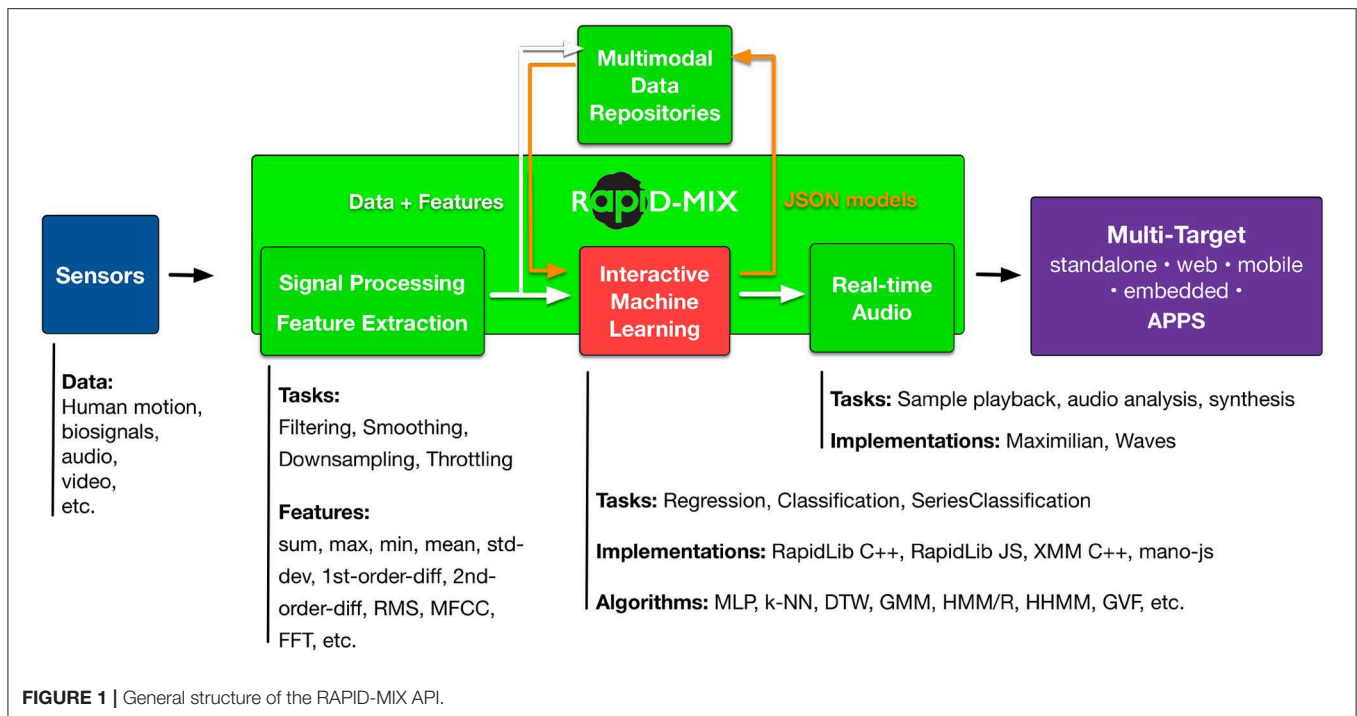 Multimodal
Data
Repositories
Data + Features
RapiD-MIX
JSON models
Sensors
Signal Processing
Feature Extraction
Interactive
Machine
Learning
Real-time
Audio
Multi-Target
standalone • web • mobile
• embedded •
APPS
Data:
Human motion,
biosignals,
audio,
video,
etc.
Tasks:
Filtering, Smoothing,
Downsampling, Throttling
Features:
sum, max, min, mean, std-
dev, 1st-order-diff, 2nd-
order-diff, RMS, MFCC,
FFT, etc.
Tasks: Sample playback, audio analysis, synthesis
Implementations: Maximilian, Waves
Tasks: Regression, Classification, SeriesClassification
Implementations: RapidLib C++, RapidLib JS, XMM C++, mano-js
Algorithms: MLP, k-NN, DTW, GMM, HMM/R, HHMM, GVF, etc.
FIGURE 1 | General structure of the RAPID-MIX API.